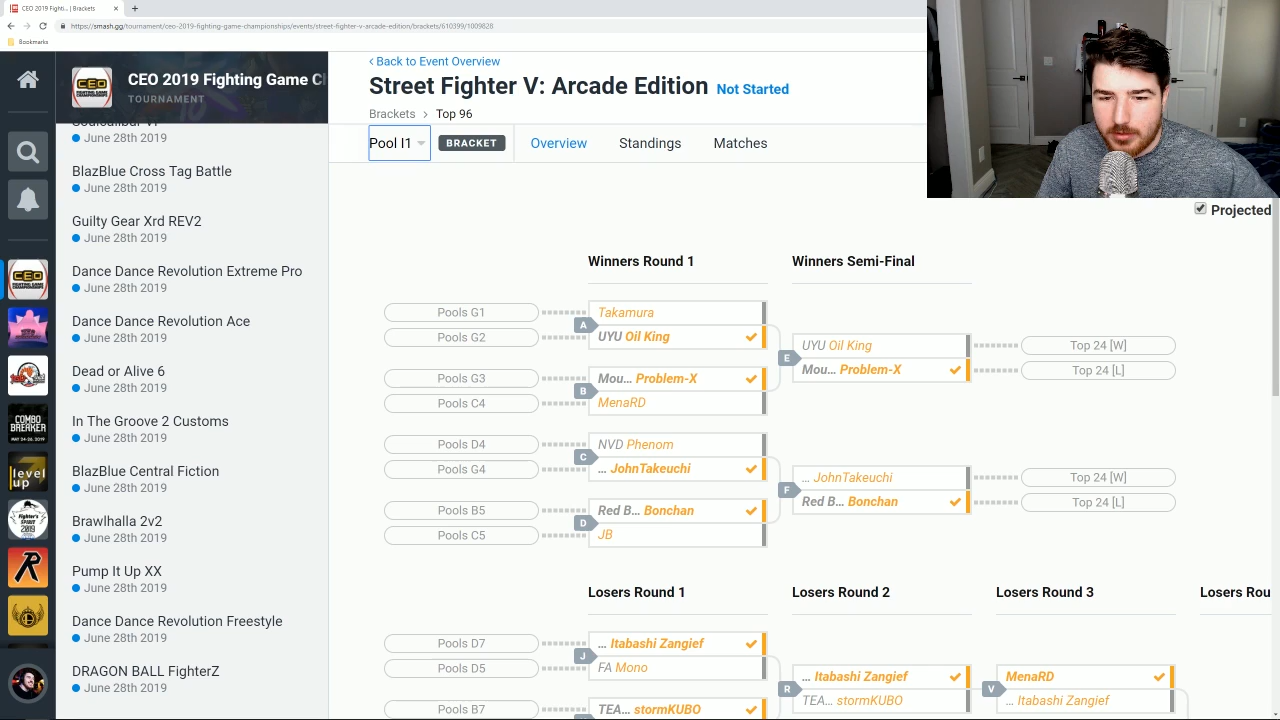 CEO 2019 Fighti... | Brackets
https://smash.gg/tournament/ceo-2019-fighting-game-championships/events/street-fighter-v-arcade-edition/brackets/610399/1009828
Bookmarks
CEO 2019 Fighting Game C
TOURNAMENT
June 28th 2019
BlazBlue Cross Tag Battle
June 28th 2019
Guilty Gear Xrd REV2
June 28th 2019
Dance Dance Revolution Extreme Pro
June 28th 2019
Dance Dance Revolution Ace
June 28th 2019
Dead or Alive 6
June 28th 2019
In The Groove 2 Customs
June 28th 2019
BlazBlue Central Fiction
June 28th 2019
Brawlhalla 2v2
June 28th 2019
Pump It Up XX
June 28th 2019
Dance Dance Revolution Freestyle
June 28th 2019
DRAGON BALL FighterZ
June 28th 2019
CEO
COMBO BREAKER
level up
Back to Event Overview
Street Fighter V: Arcade Edition Not Started
Brackets > Top 96
Pool I1 BRACKET Overview Standings Matches
Projected
Winners Round 1 Winners Semi-Final
Pools G1 Takamura
A
Pools G2 UYU Oil King
UYU Oil King Top 24 [W]
E
Mou... Problem-X Top 24 [L]
Pools G3 Mou... Problem-X
B
Pools C4 MenaRD
Pools D4 NVD Phenom
C
Pools G4 ... JohnTakeuchi
... JohnTakeuchi Top 24 [W]
F
Red B... Bonchan Top 24 [L]
Pools B5 Red B... Bonchan
D
Pools C5 JB
Losers Round 1 Losers Round 2 Losers Round 3 Losers Rou
Pools D7 ... Itabashi Zangief
J
Pools D5 FA Mono
... Itabashi Zangief MenaRD
R V
TEA... stormKUBO ... Itabashi Zangief
Pools B7 TEA... stormKUBO